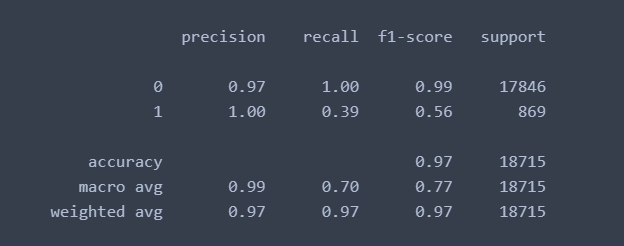 precision recall f1-score support
0 0.97 1.00 0.99 17846
1 1.00 0.39 0.56 869
accuracy 0.97 18715
macro avg 0.99 0.70 0.77 18715
weighted avg 0.97 0.97 0.97 18715